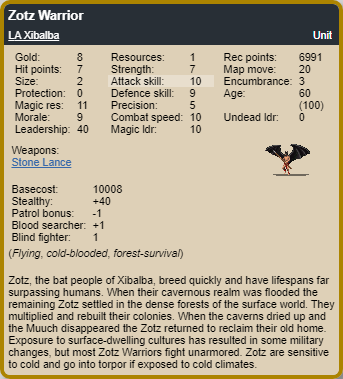 Zotz Warrior
LA Xibalba Unit
Gold: 8 Resources: 1 Rec points: 6991
Hit points: 7 Strength: 7 Map move: 20
Size: 2 Attack skill: 10 Encumbrance: 3
Protection: 0 Defence skill: 9 Age: 60
Magic res: 11 Precision: 5 (100)
Morale: 9 Combat speed: 10 Undead ldr: 0
Leadership: 40 Magic ldr: 10
Weapons:
Stone Lance
Basecost: 10008
Stealthy: +40
Patrol bonus: -1
Blood searcher: +1
Blind fighter: 1
(Flying, cold-blooded, forest-survival)
Zotz, the bat people of Xibalba, breed quickly and have lifespans far
surpassing humans. When their cavernous realm was flooded the
remaining Zotz settled in the dense forests of the surface world. They
multiplied and rebuilt their colonies. When the caverns dried up and
the Muuch disappeared the Zotz returned to reclaim their old home.
Exposure to surface-dwelling cultures has resulted in some military
changes, but most Zotz Warriors fight unarmored. Zotz are sensitive
to cold and go into torpor if exposed to cold climates.